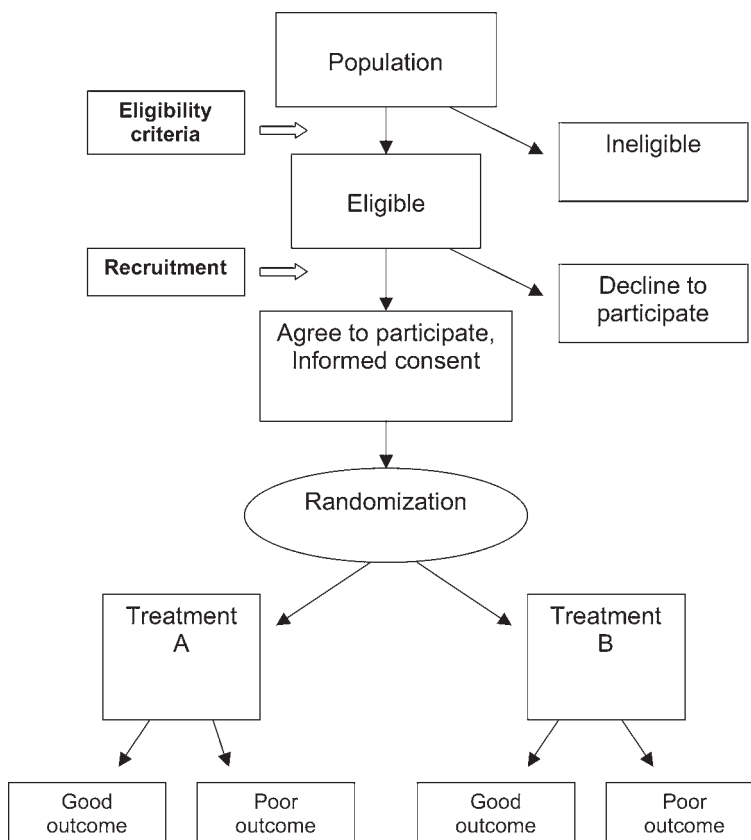 Population
Eligibility
criteria
Ineligible
Eligible
Recruitment
Decline to
participate
Agree to participate,
Informed consent
Randomization
Treatment
A
Treatment
B
Good
outcome
Poor
outcome
Good
outcome
Poor
outcome